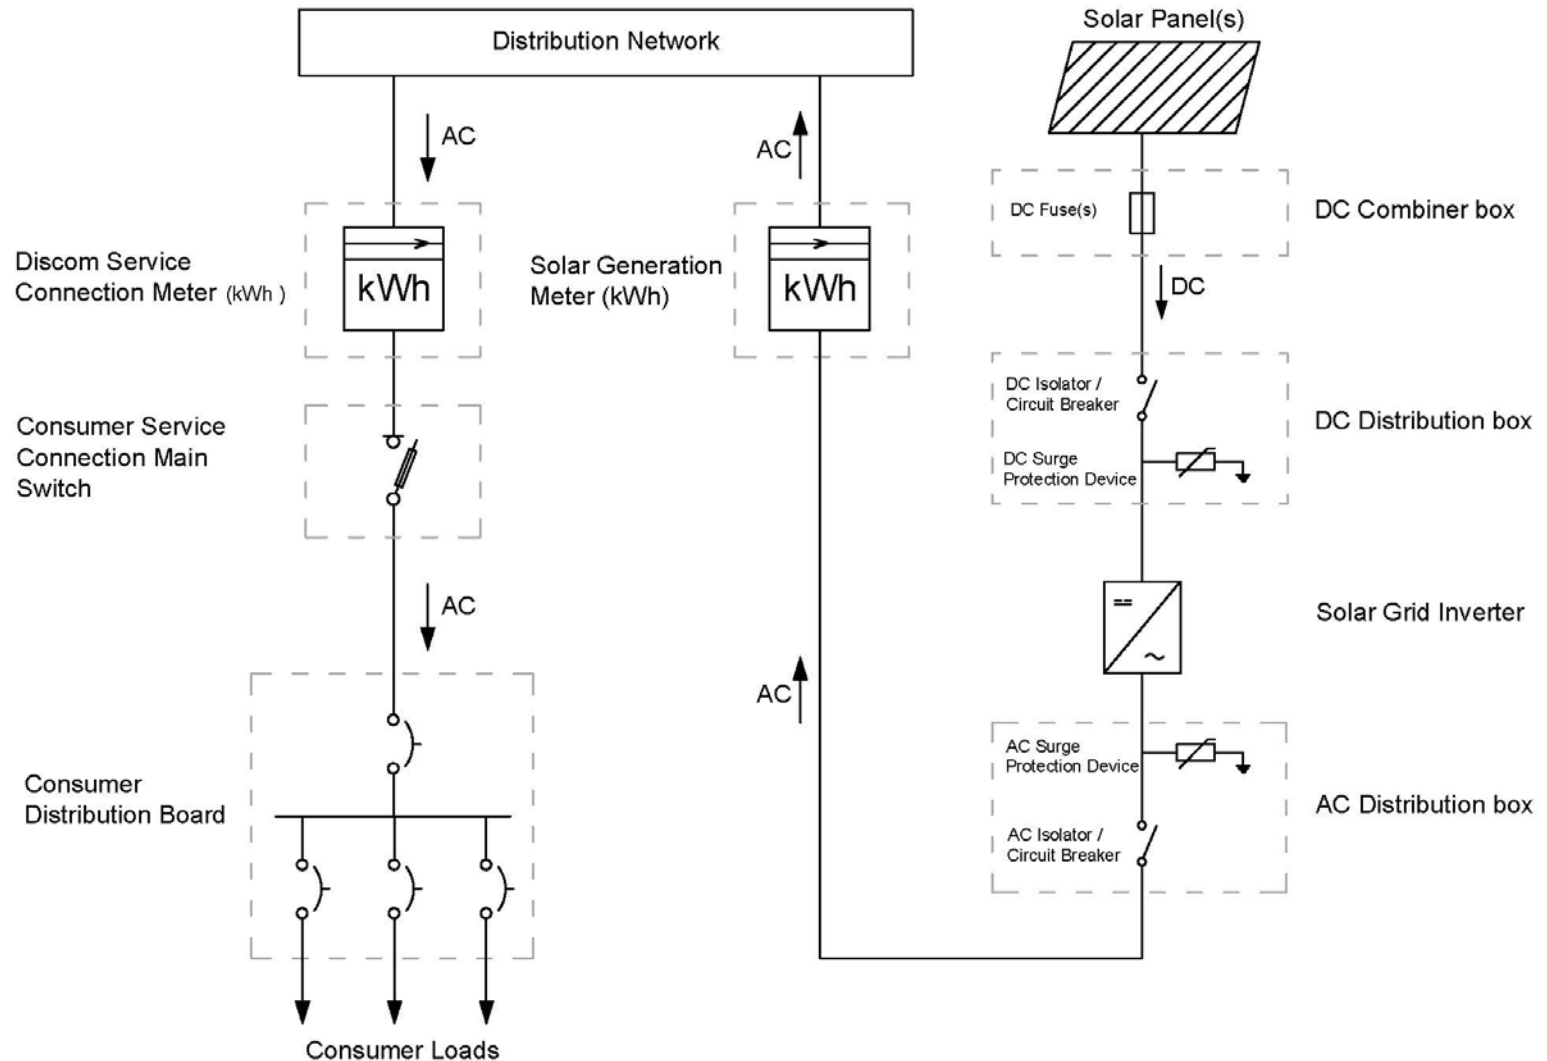 Distribution Network
Solar Panel(s)
AC
AC
DC Fuse(s)
DC Combiner box
Discom Service
Connection Meter (kWh )
kWh
Solar Generation
Meter (kWh)
kWh
DC
DC Isolator /
Circuit Breaker
DC Surge
Protection Device
DC Distribution box
Consumer Service
Connection Main
Switch
AC
Solar Grid Inverter
AC
AC Surge
Protection Device
AC Isolator /
Circuit Breaker
AC Distribution box
Consumer
Distribution Board
Consumer Loads